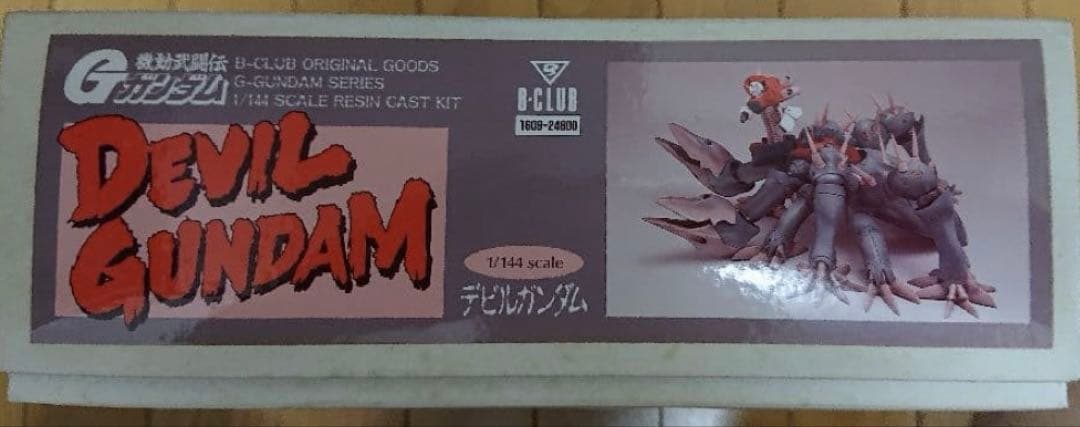 機動武闘伝
Gガンダム
B-CLUB ORIGINAL GOODS
G-GUNDAM SERIES
1/144 SCALE RESIN CAST KIT
DEVIL
GUNDAM
B-CLUB
1609-24800
1/144 scale
デビルガンダム